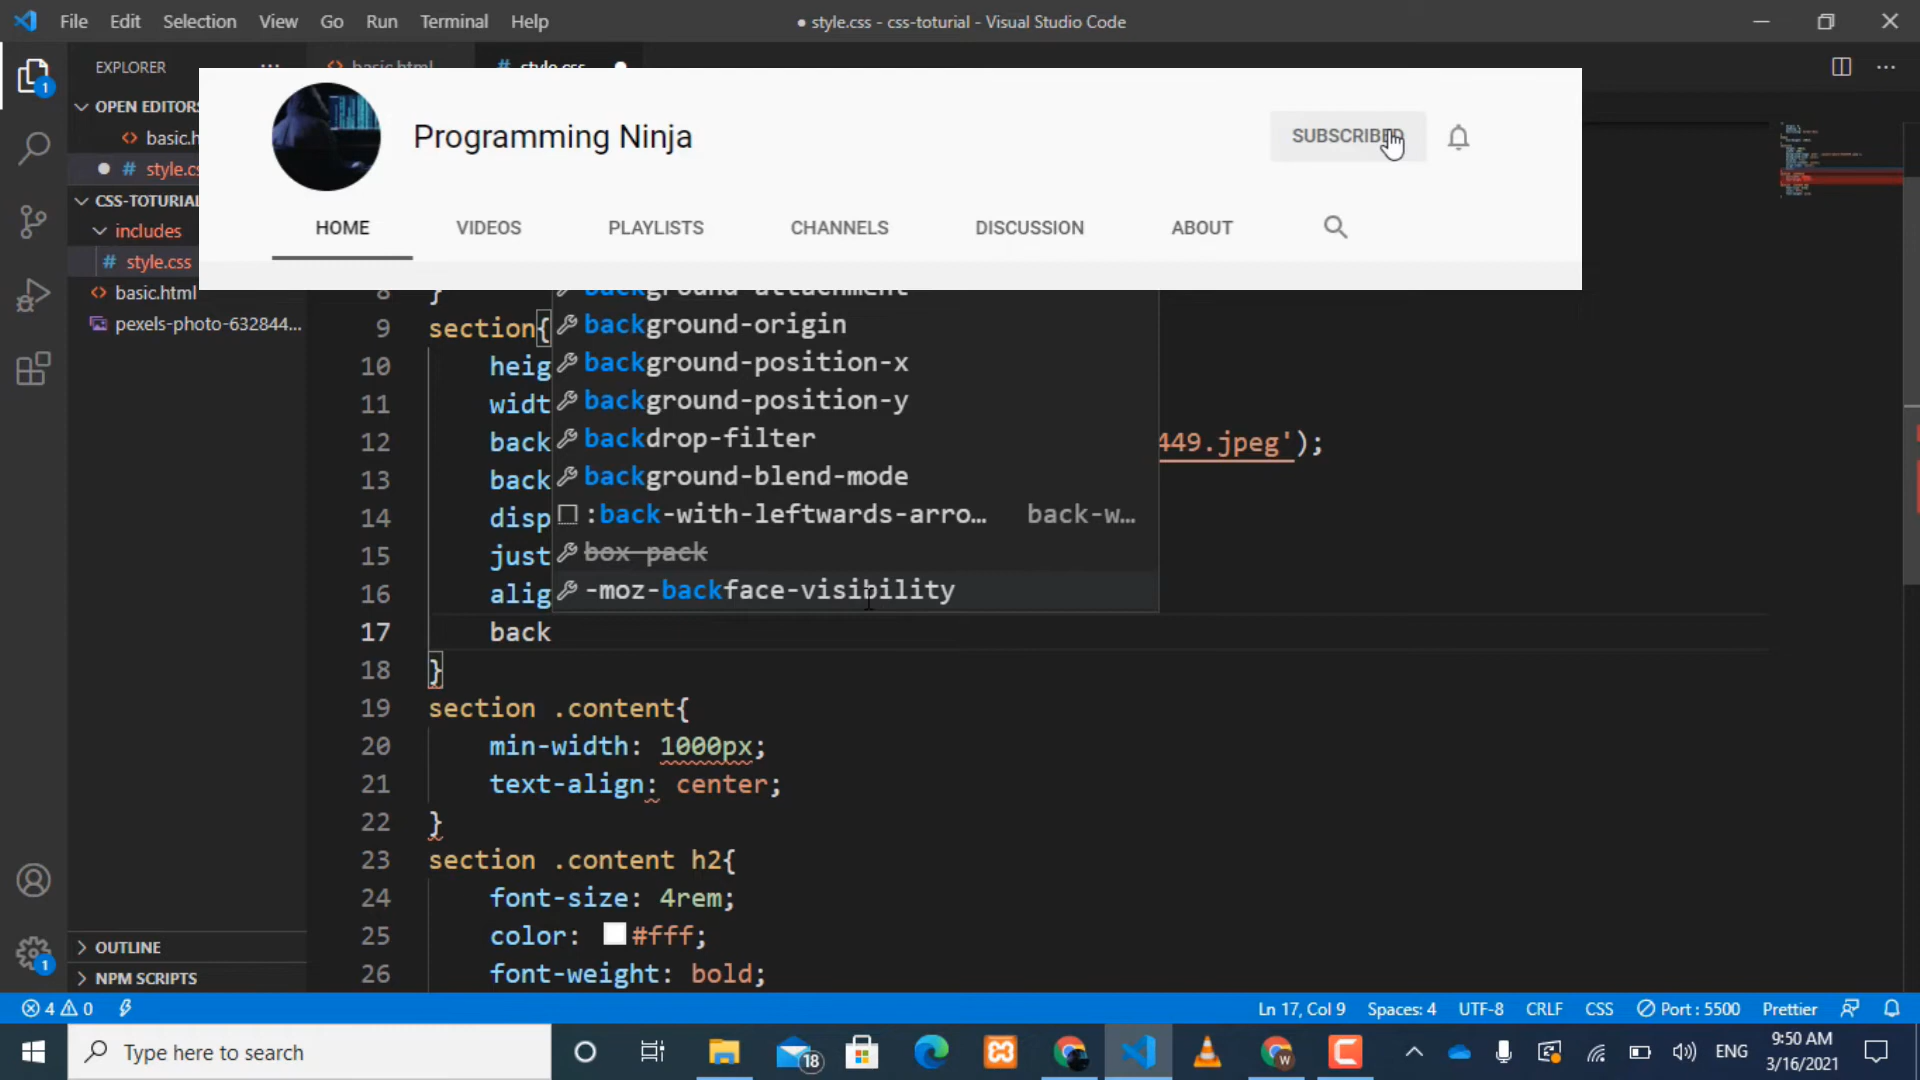 File Edit Selection View Go Run Terminal Help
● style.css - css-toturial - Visual Studio Code
EXPLORER
basic.html
# style.css
OPEN EDITORS
<> basic.h
# style.cs
CSS-TOTURIAL
includes
# style.css
<> basic.html
pexels-photo-632844...
OUTLINE
NPM SCRIPTS
Programming Ninja
SUBSCRIBED
HOME VIDEOS PLAYLISTS CHANNELS DISCUSSION ABOUT
background-attachment
background-origin
background-position-x
background-position-y
backdrop-filter
background-blend-mode
:back-with-leftwards-arro... back-w...
box-pack
-moz-backface-visibility
8 }
9 section{
10 heig
11 widt
12 back 449.jpeg');
13 back
14 disp
15 just
16 alig
17 back
18 }
19 section .content{
20 min-width: 1000px;
21 text-align: center;
22 }
23 section .content h2{
24 font-size: 4rem;
25 color: #fff;
26 font-weight: bold;
1
1
4 0
Ln 17, Col 9 Spaces: 4 UTF-8 CRLF CSS Port : 5500 Prettier
Type here to search
18
W
ENG
9:50 AM
3/16/2021